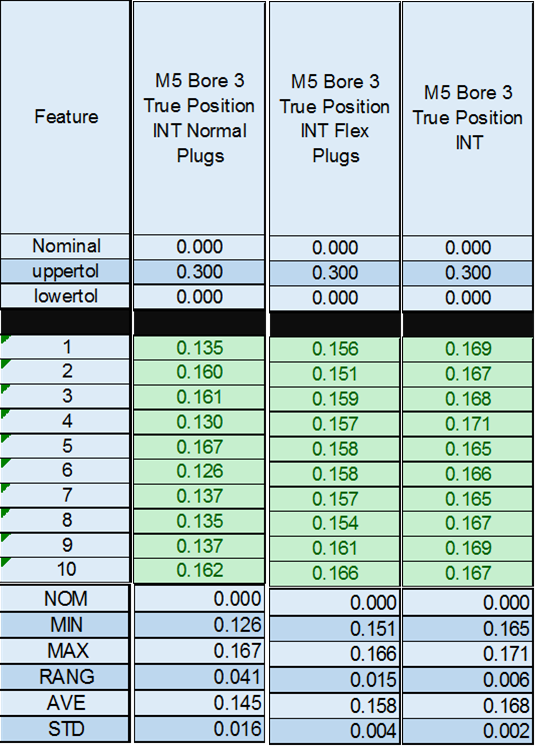 Feature M5 Bore 3 True Position INT Normal Plugs M5 Bore 3 True Position INT Flex Plugs M5 Bore 3 True Position INT
Nominal 0.000 0.000 0.000
uppertol 0.300 0.300 0.300
lowertol 0.000 0.000 0.000
1 0.135 0.156 0.169
2 0.160 0.151 0.167
3 0.161 0.159 0.168
4 0.130 0.157 0.171
5 0.167 0.158 0.165
6 0.126 0.158 0.166
7 0.137 0.157 0.165
8 0.135 0.154 0.167
9 0.137 0.161 0.169
10 0.162 0.166 0.167
NOM 0.000 0.000 0.000
MIN 0.126 0.151 0.165
MAX 0.167 0.166 0.171
RANG 0.041 0.015 0.006
AVE 0.145 0.158 0.168
STD 0.016 0.004 0.002